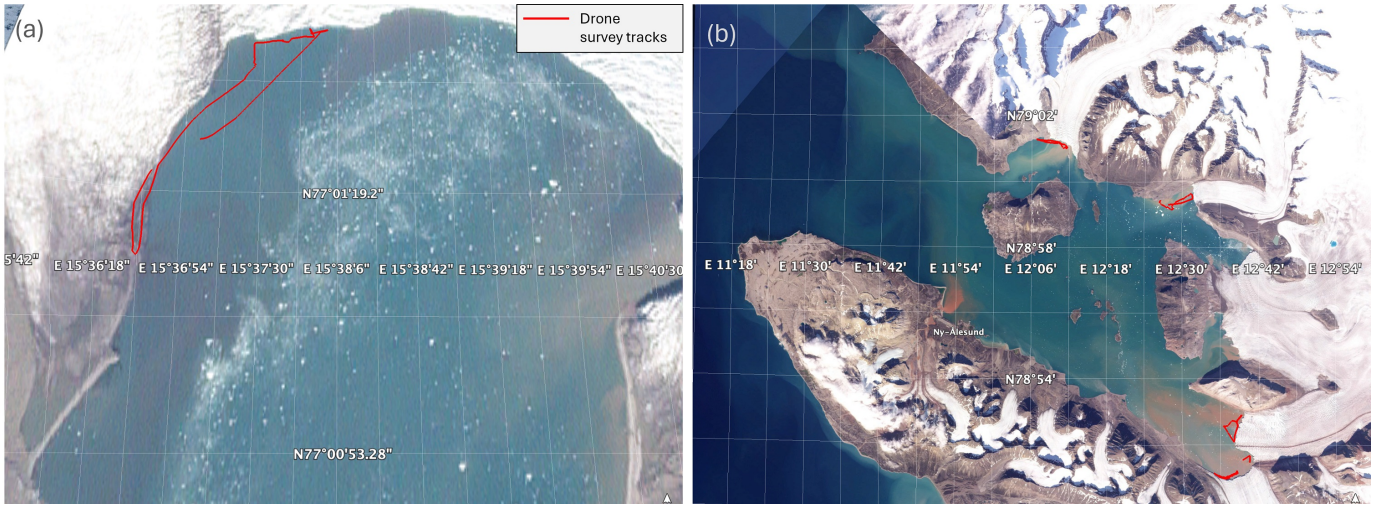 (a)
Drone
survey tracks
N77°01'19.2"
5'42" E 15°36'18" E 15°36'54" E 15°37'30" E 15°38'6" E 15°38'42" E 15°39'18" E 15°39'54" E 15°40'30
N77°00'53.28"
(b)
N79°02'
N78°58'
E 11°18' E 11°30' E 11°42' E 11°54' E 12°06' E 12°18' E 12°30' E 12°42' E 12°54'
Ny-Ålesund
N78°54'